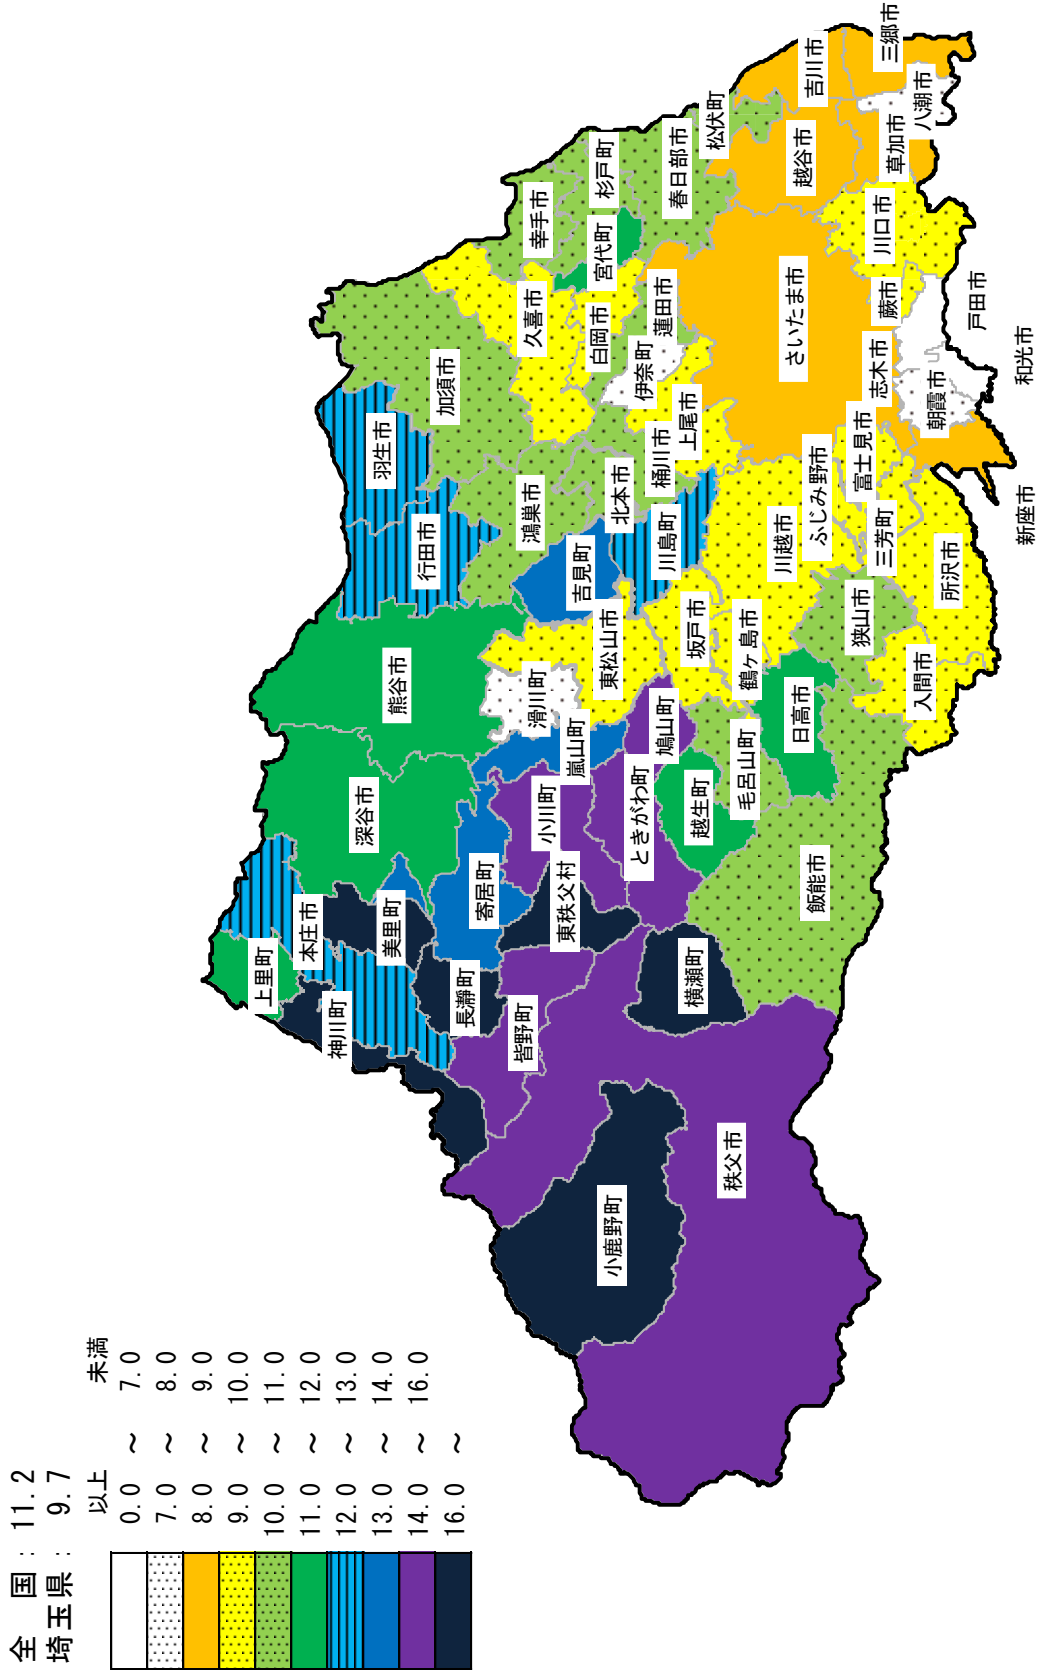 全　国 : 11.2
埼玉県 : 9.7
以上 未満
0.0 ～ 7.0
7.0 ～ 8.0
8.0 ～ 9.0
9.0 ～ 10.0
10.0 ～ 11.0
11.0 ～ 12.0
12.0 ～ 13.0
13.0 ～ 14.0
14.0 ～ 16.0
16.0 ～
上里町
本庄市
神川町
美里町
深谷市
熊谷市
行田市
羽生市
加須市
長瀞町
寄居町
皆野町
小川町
東秩父村
嵐山町
滑川町
東松山市
吉見町
鴻巣市
久喜市
幸手市
杉戸町
宮代町
白岡市
北本市
桶川市
川島町
伊奈町
蓮田市
上尾市
春日部市
松伏町
小鹿野町
秩父市
横瀬町
ときがわ町
鳩山町
越生町
毛呂山町
坂戸市
鶴ヶ島市
日高市
飯能市
川越市
狭山市
入間市
所沢市
ふじみ野市
富士見市
三芳町
さいたま市
志木市
朝霞市
新座市
和光市
戸田市
蕨市
川口市
越谷市
草加市
八潮市
吉川市
三郷市